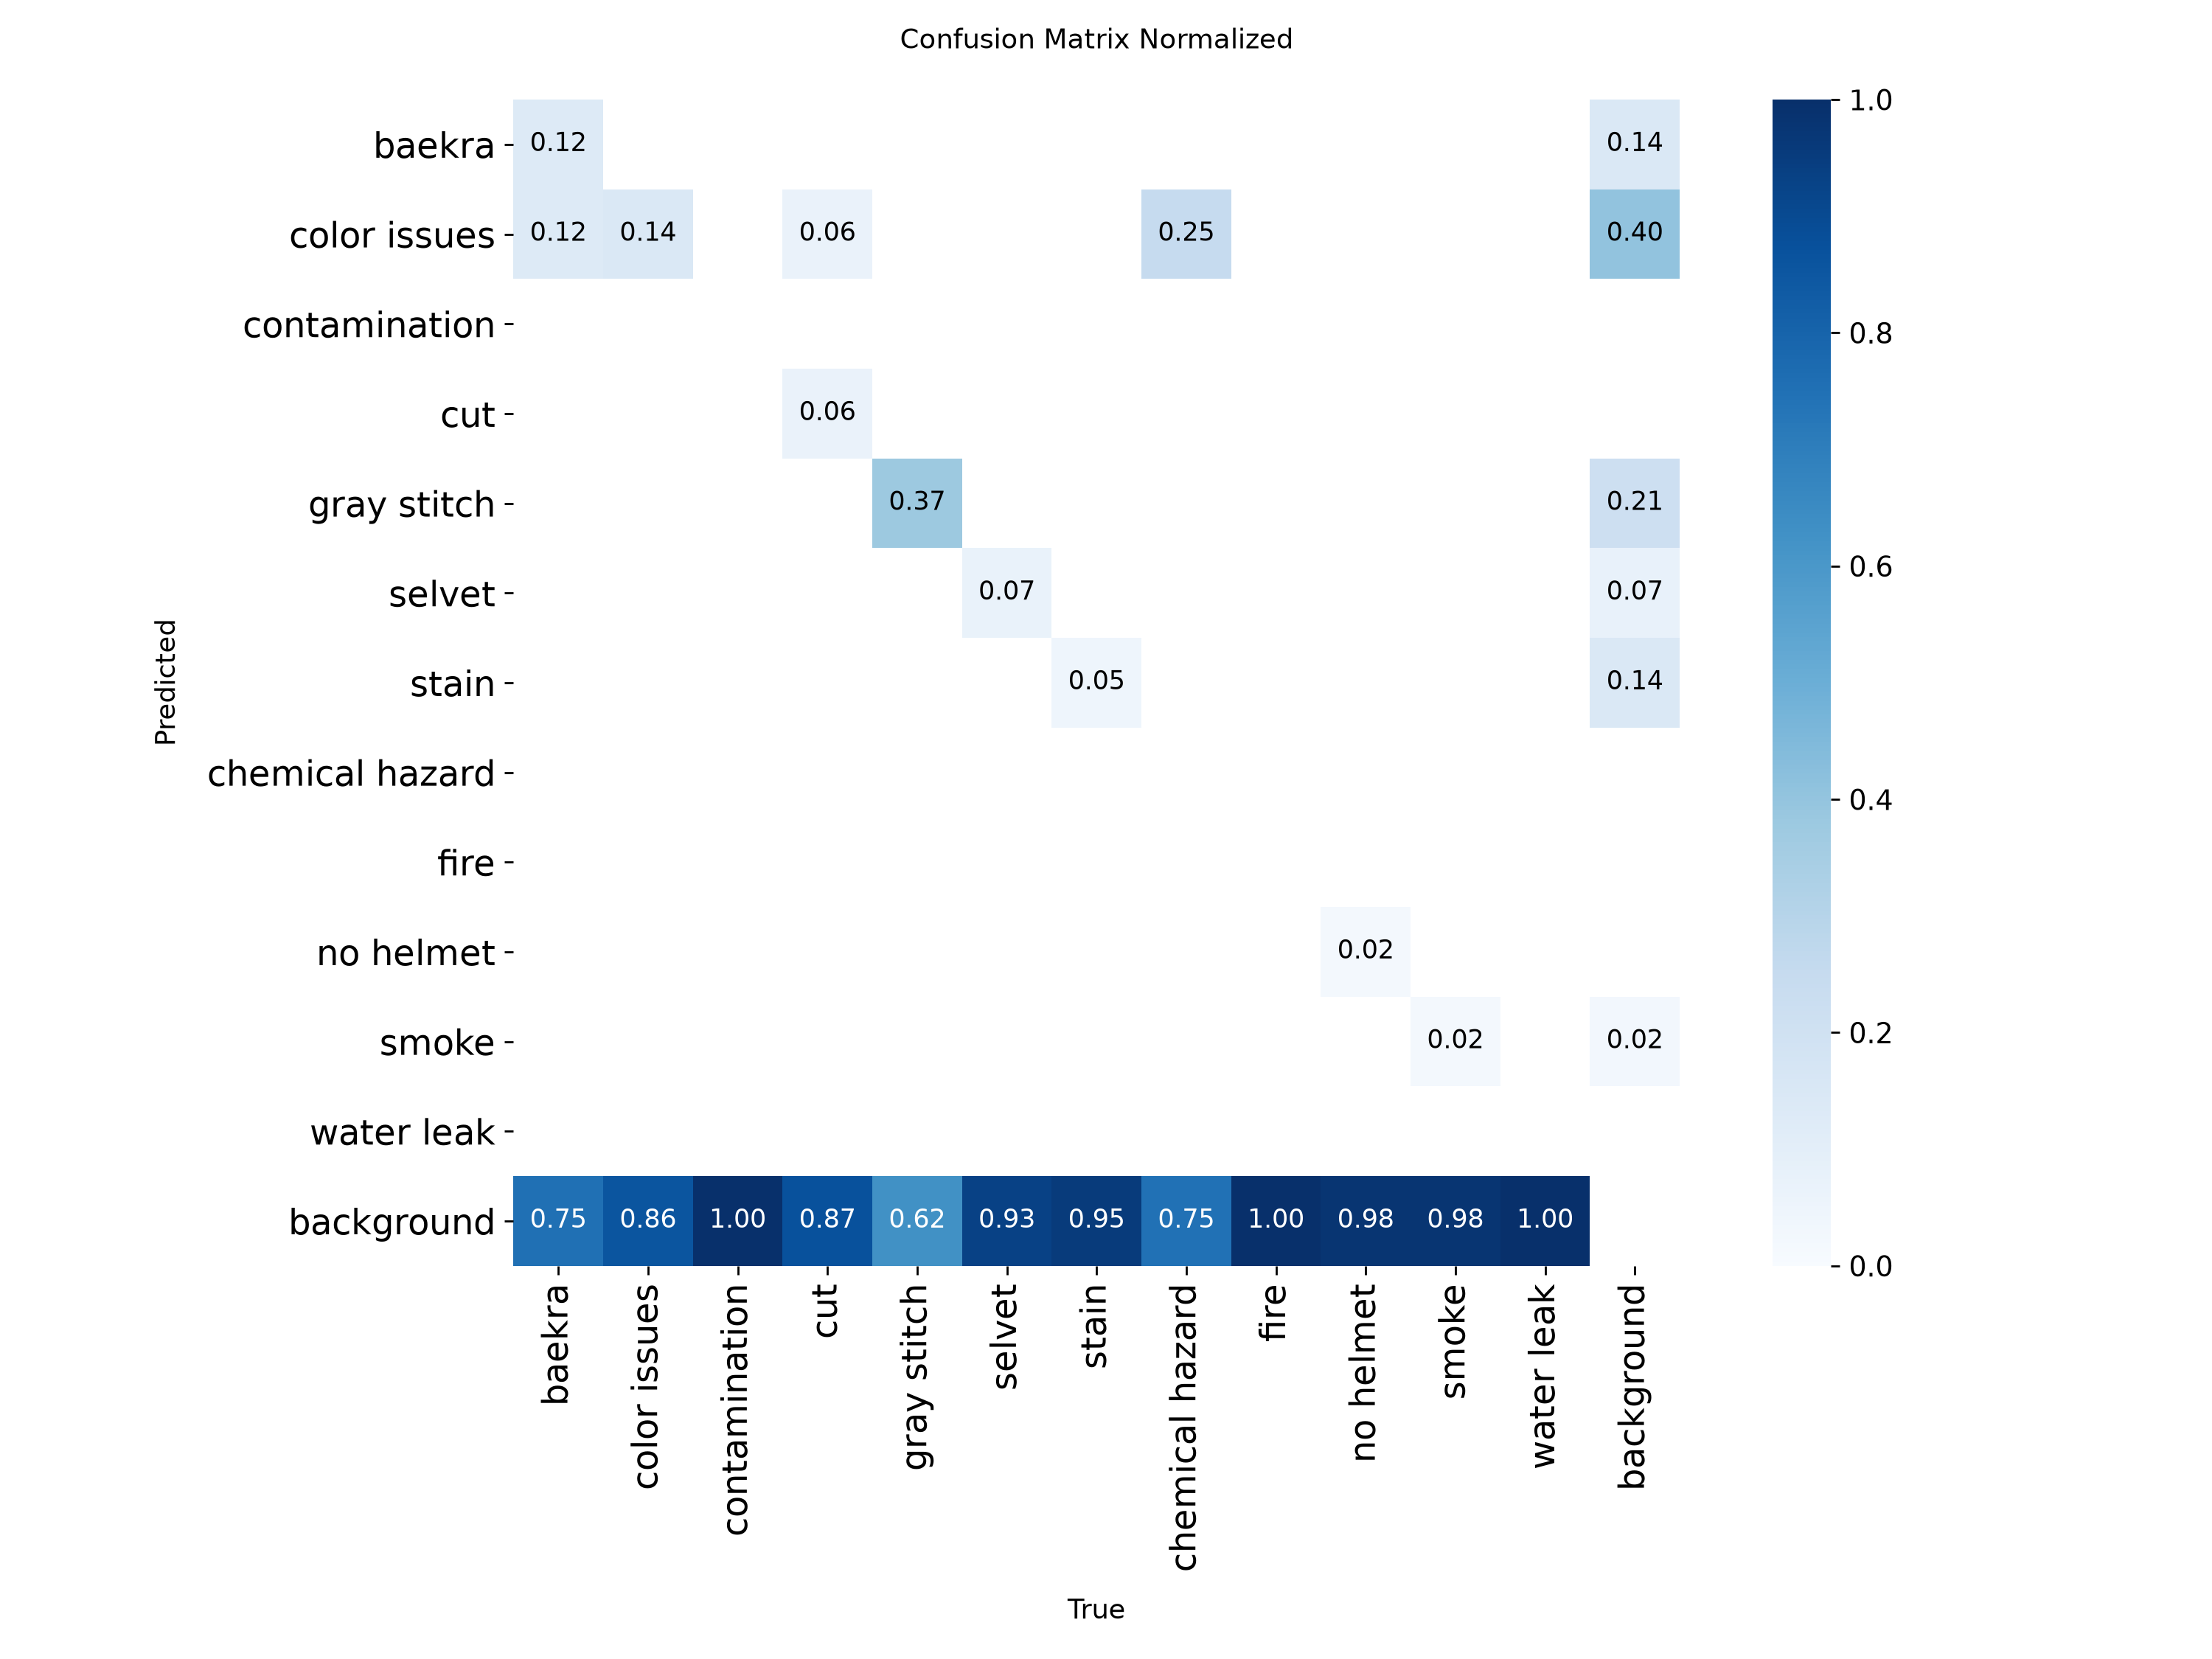 Confusion Matrix Normalized
baekra 0.12 0.14 1.0
color issues 0.12 0.14 0.06 0.25 0.40
contamination 0.8
cut 0.06
gray stitch 0.37 0.21
selvet 0.07 0.07 0.6
Predicted
stain 0.05 0.14
chemical hazard 0.4
fire
no helmet 0.02
smoke 0.02 0.02 0.2
water leak
background 0.75 0.86 1.00 0.87 0.62 0.93 0.95 0.75 1.00 0.98 0.98 1.00 0.0
baekra
color issues
contamination
cut
gray stitch
selvet
stain
chemical hazard
fire
no helmet
smoke
water leak
background
True